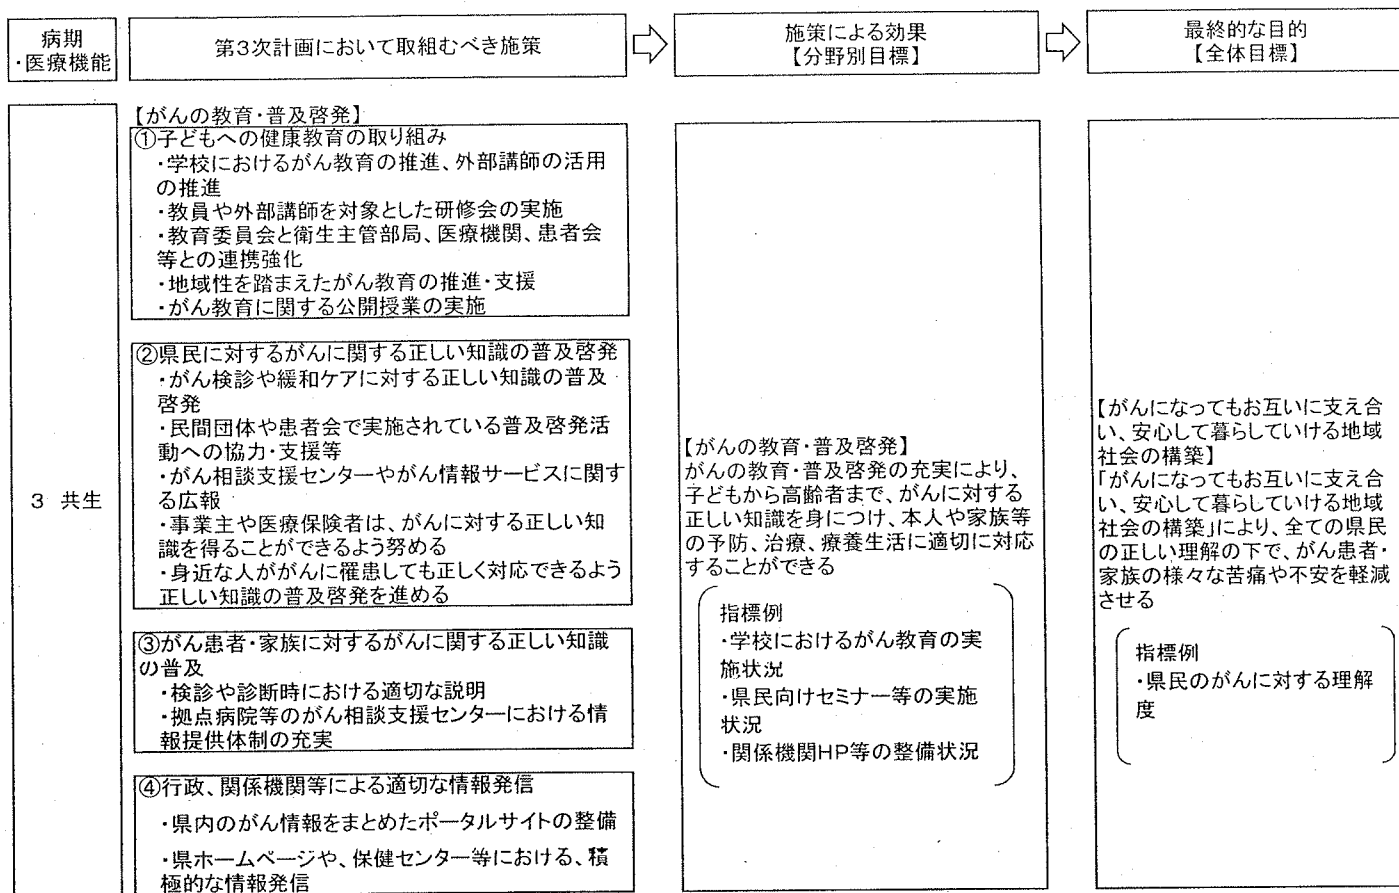 病期
・医療機能
第3次計画において取組むべき施策
施策による効果
【分野別目標】
最終的な目的
【全体目標】
3 共生
【がんの教育・普及啓発】
①子どもへの健康教育の取り組み
・学校におけるがん教育の推進、外部講師の活用
の推進
・教員や外部講師を対象とした研修会の実施
・教育委員会と衛生主管部局、医療機関、患者会
等との連携強化
・地域性を踏まえたがん教育の推進・支援
・がん教育に関する公開授業の実施
②県民に対するがんに関する正しい知識の普及啓発
・がん検診や緩和ケアに対する正しい知識の普及
啓発
・民間団体や患者会で実施されている普及啓発活
動への協力・支援等
・がん相談支援センターやがん情報サービスに関す
る広報
・事業主や医療保険者は、がんに対する正しい知
識を得ることができるよう努める
・身近な人ががんに罹患しても正しく対応できるよう
正しい知識の普及啓発を進める
③がん患者・家族に対するがんに関する正しい知識
の普及
・検診や診断時における適切な説明
・拠点病院等のがん相談支援センターにおける情
報提供体制の充実
④行政、関係機関等による適切な情報発信
・県内のがん情報をまとめたポータルサイトの整備
・県ホームページや、保健センター等における、積
極的な情報発信
【がんの教育・普及啓発】
がんの教育・普及啓発の充実により、
子どもから高齢者まで、がんに対する
正しい知識を身につけ、本人や家族等
の予防、治療、療養生活に適切に対応
することができる
指標例
・学校におけるがん教育の実
施状況
・県民向けセミナー等の実施
状況
・関係機関HP等の整備状況
【がんになってもお互いに支え合
い、安心して暮らしていける地域
社会の構築】
「がんになってもお互いに支え合
い、安心して暮らしていける地域
社会の構築」により、全ての県民
の正しい理解の下で、がん患者・
家族の様々な苦痛や不安を軽減
させる
指標例
・県民のがんに対する理解
度